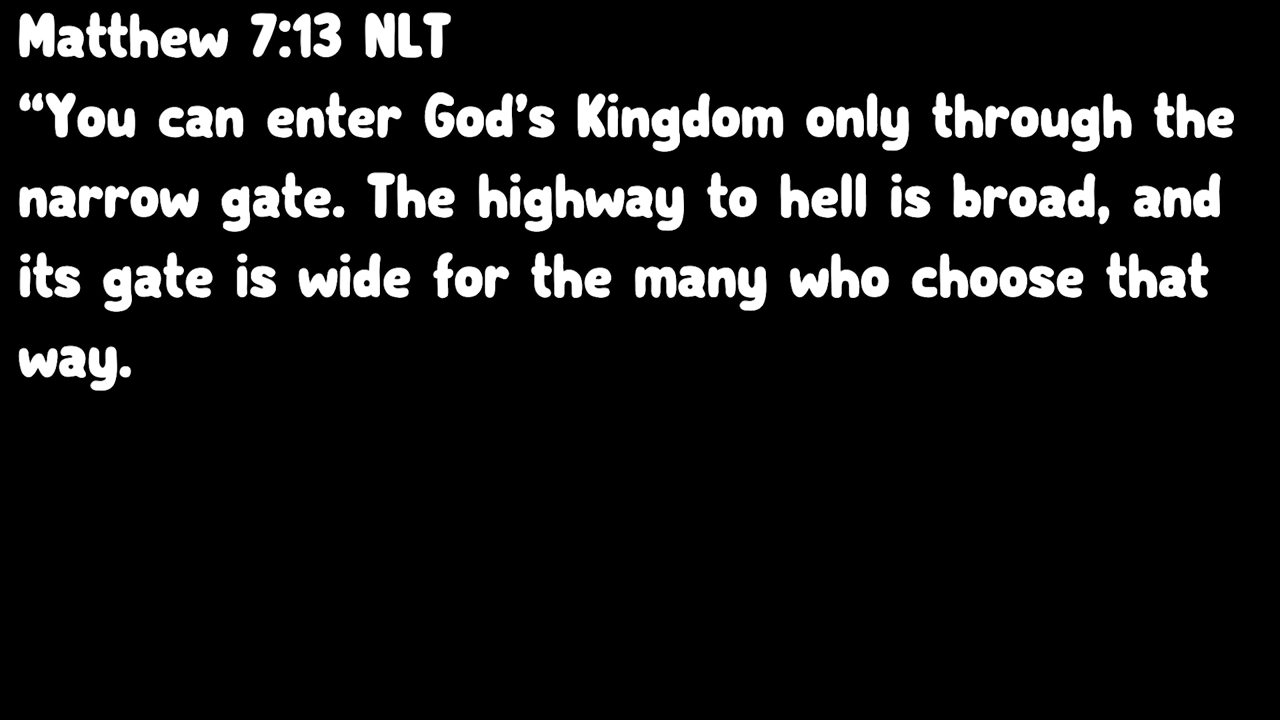 Matthew 7:13 NLT
“You can enter God’s Kingdom only through the
narrow gate. The highway to hell is broad, and
its gate is wide for the many who choose that
way.